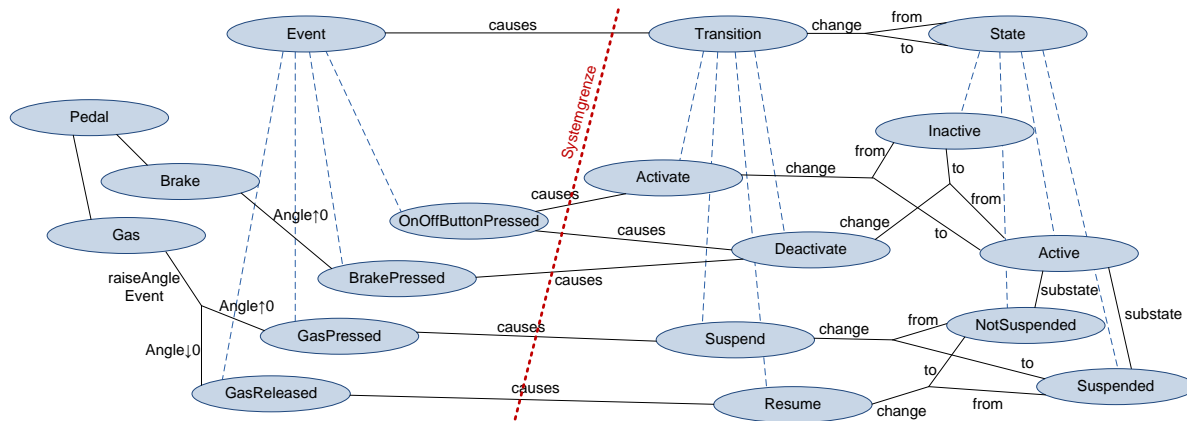 Event
causes
Transition
change
from
to
State
Systemgrenze
Pedal
Inactive
Brake
Activate
causes
change
from
to
Gas
Angle↑0
OnOffButtonPressed
causes
Deactivate
change
from
to
Active
raiseAngle
Event
BrakePressed
causes
substate
substate
Angle↑0
GasPressed
causes
Suspend
change
from
NotSuspended
Angle↓0
to
to
GasReleased
causes
Resume
change
from
Suspended